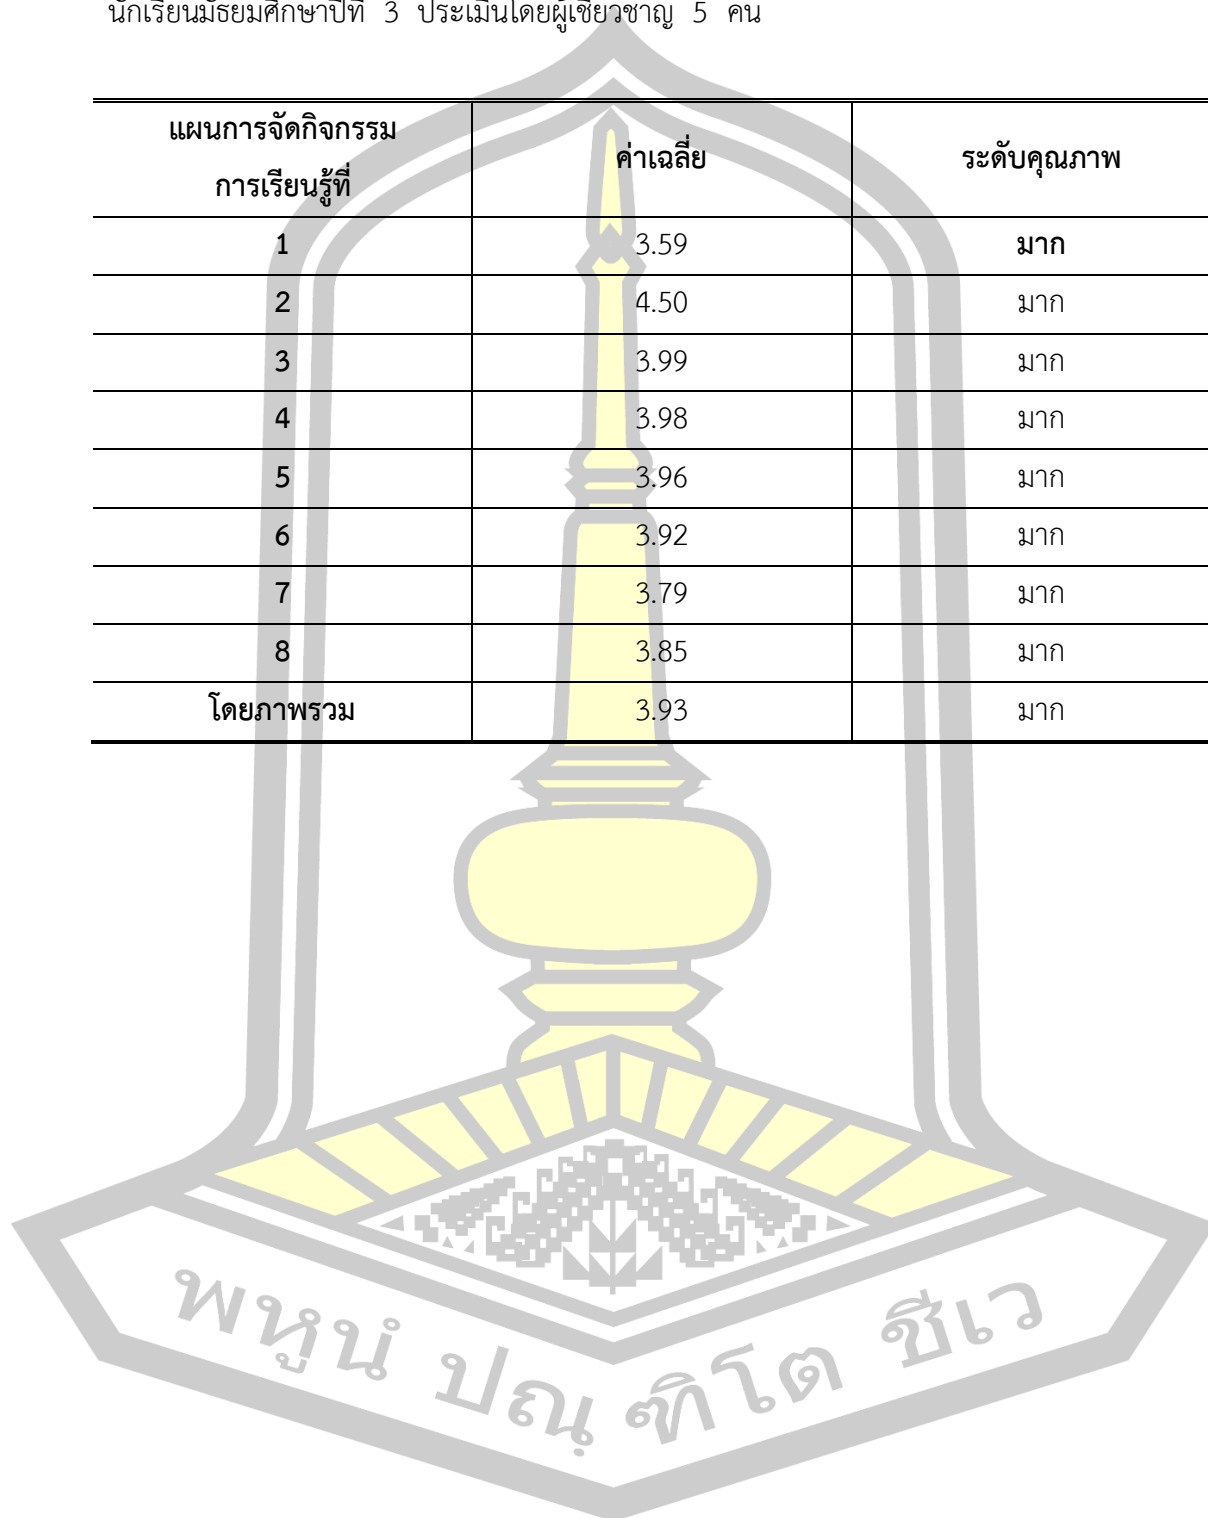 นักเรียนมัธยมศึกษาปีที่ 3 ประเมินโดยผู้เชี่ยวชาญ 5 คน
แผนการจัดกิจกรรม
การเรียนรู้ที่ ค่าเฉลี่ย ระดับคุณภาพ
1 3.59 มาก
2 4.50 มาก
3 3.99 มาก
4 3.98 มาก
5 3.96 มาก
6 3.92 มาก
7 3.79 มาก
8 3.85 มาก
โดยภาพรวม 3.93 มาก
พหูนํ ปณฺ ฑิโต ชีเว